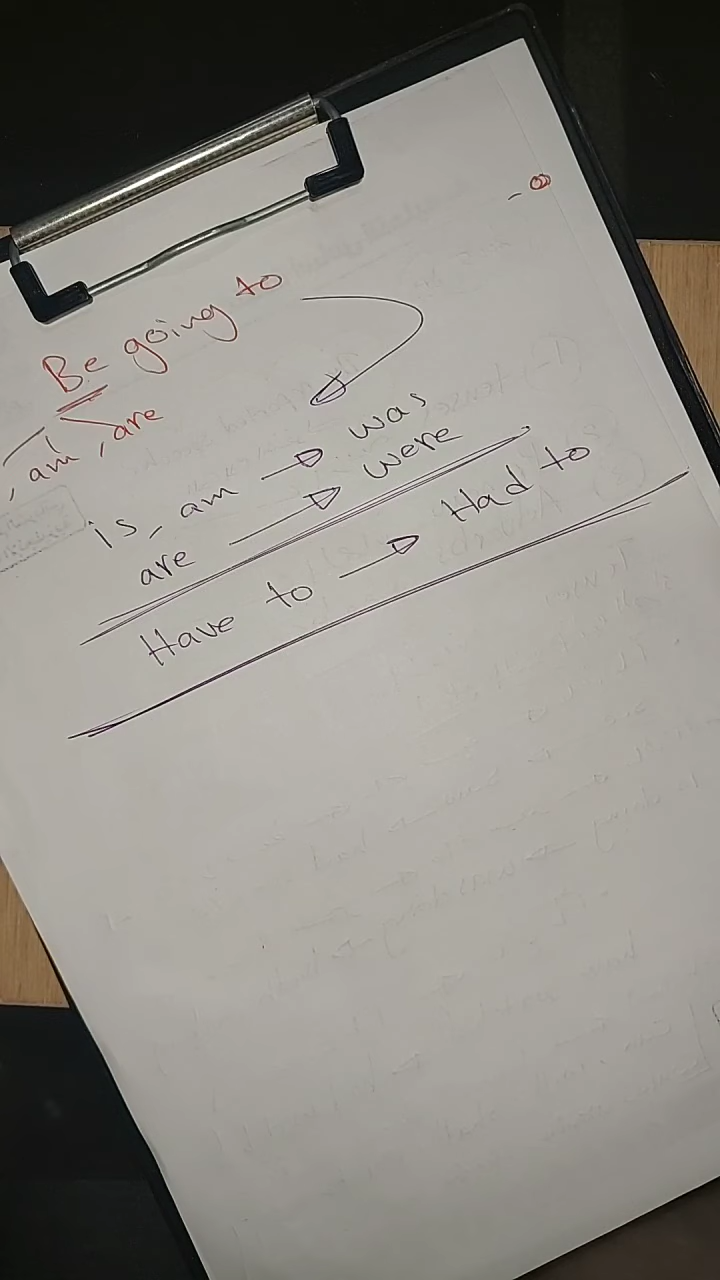 Be going to
, am, are
is, am → was
are → were
Have to → Had to